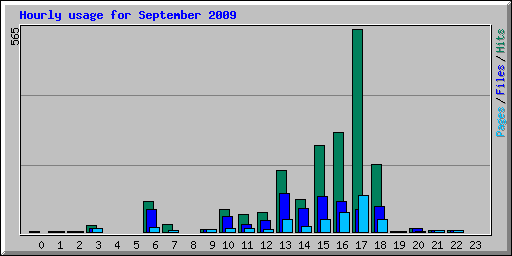 Hourly usage for September 2009
565
Pages/Files/Hits
0 1 2 3 4 5 6 7 8 9 10 11 12 13 14 15 16 17 18 19 20 21 22 23